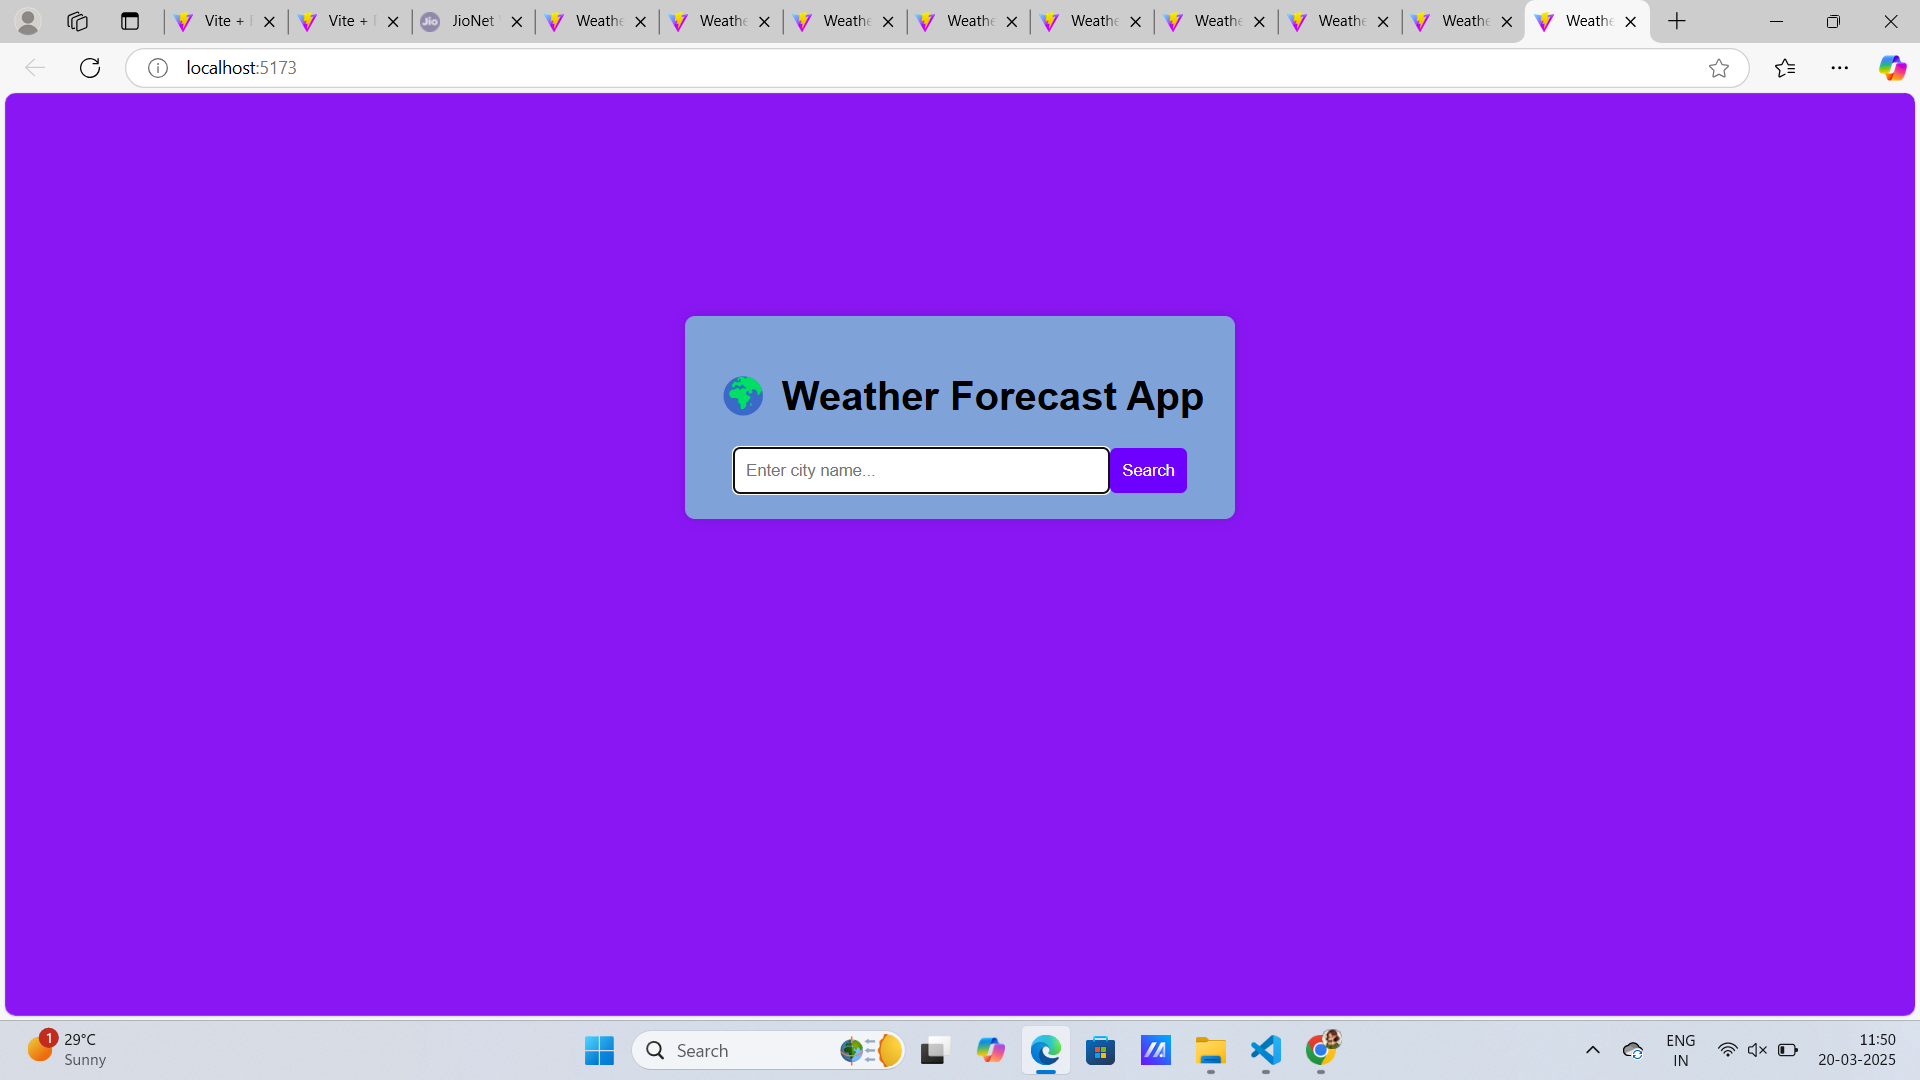 Vite + 
Vite + 
JioNet
Weathe
Weathe
Weathe
Weathe
Weathe
Weathe
Weathe
Weathe
Weathe
localhost:5173
🌍 Weather Forecast App
Enter city name...
Search
1
29°C
Sunny
Search
ENG
IN
11:50
20-03-2025